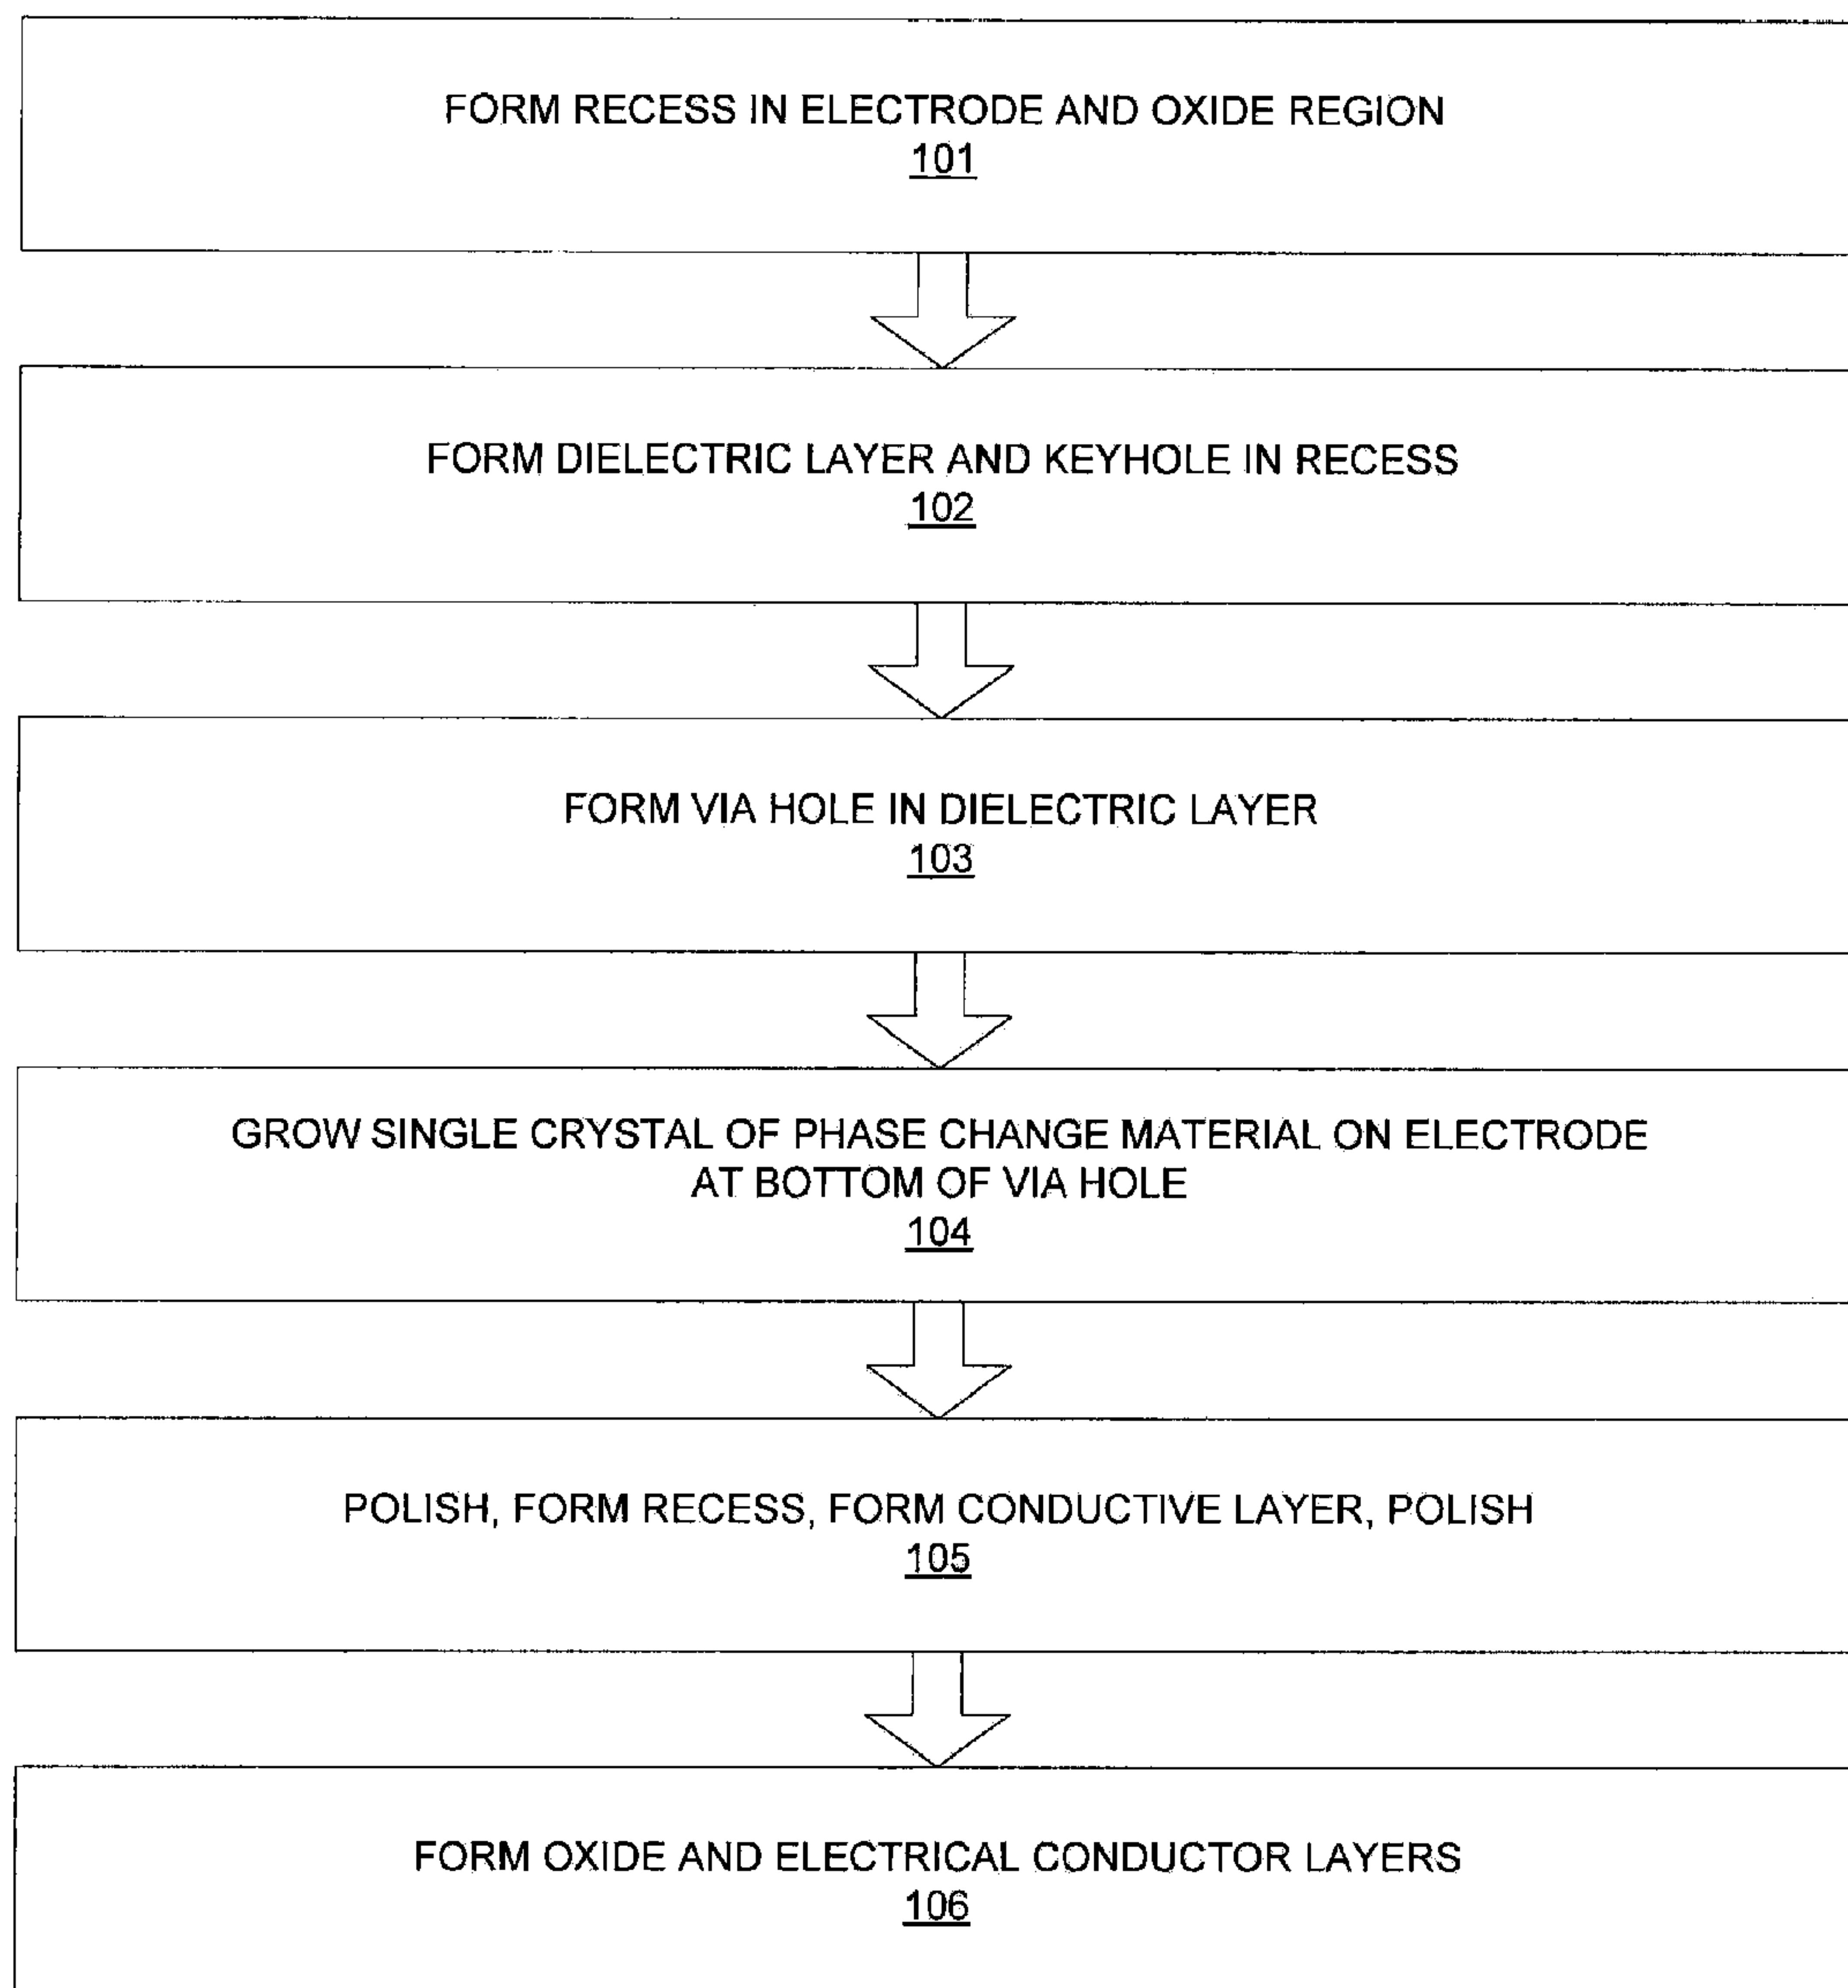 FORM RECESS IN ELECTRODE AND OXIDE REGION
101
FORM DIELECTRIC LAYER AND KEYHOLE IN RECESS
102
FORM VIA HOLE IN DIELECTRIC LAYER
103
GROW SINGLE CRYSTAL OF PHASE CHANGE MATERIAL ON ELECTRODE
AT BOTTOM OF VIA HOLE
104
POLISH, FORM RECESS, FORM CONDUCTIVE LAYER, POLISH
105
FORM OXIDE AND ELECTRICAL CONDUCTOR LAYERS
106